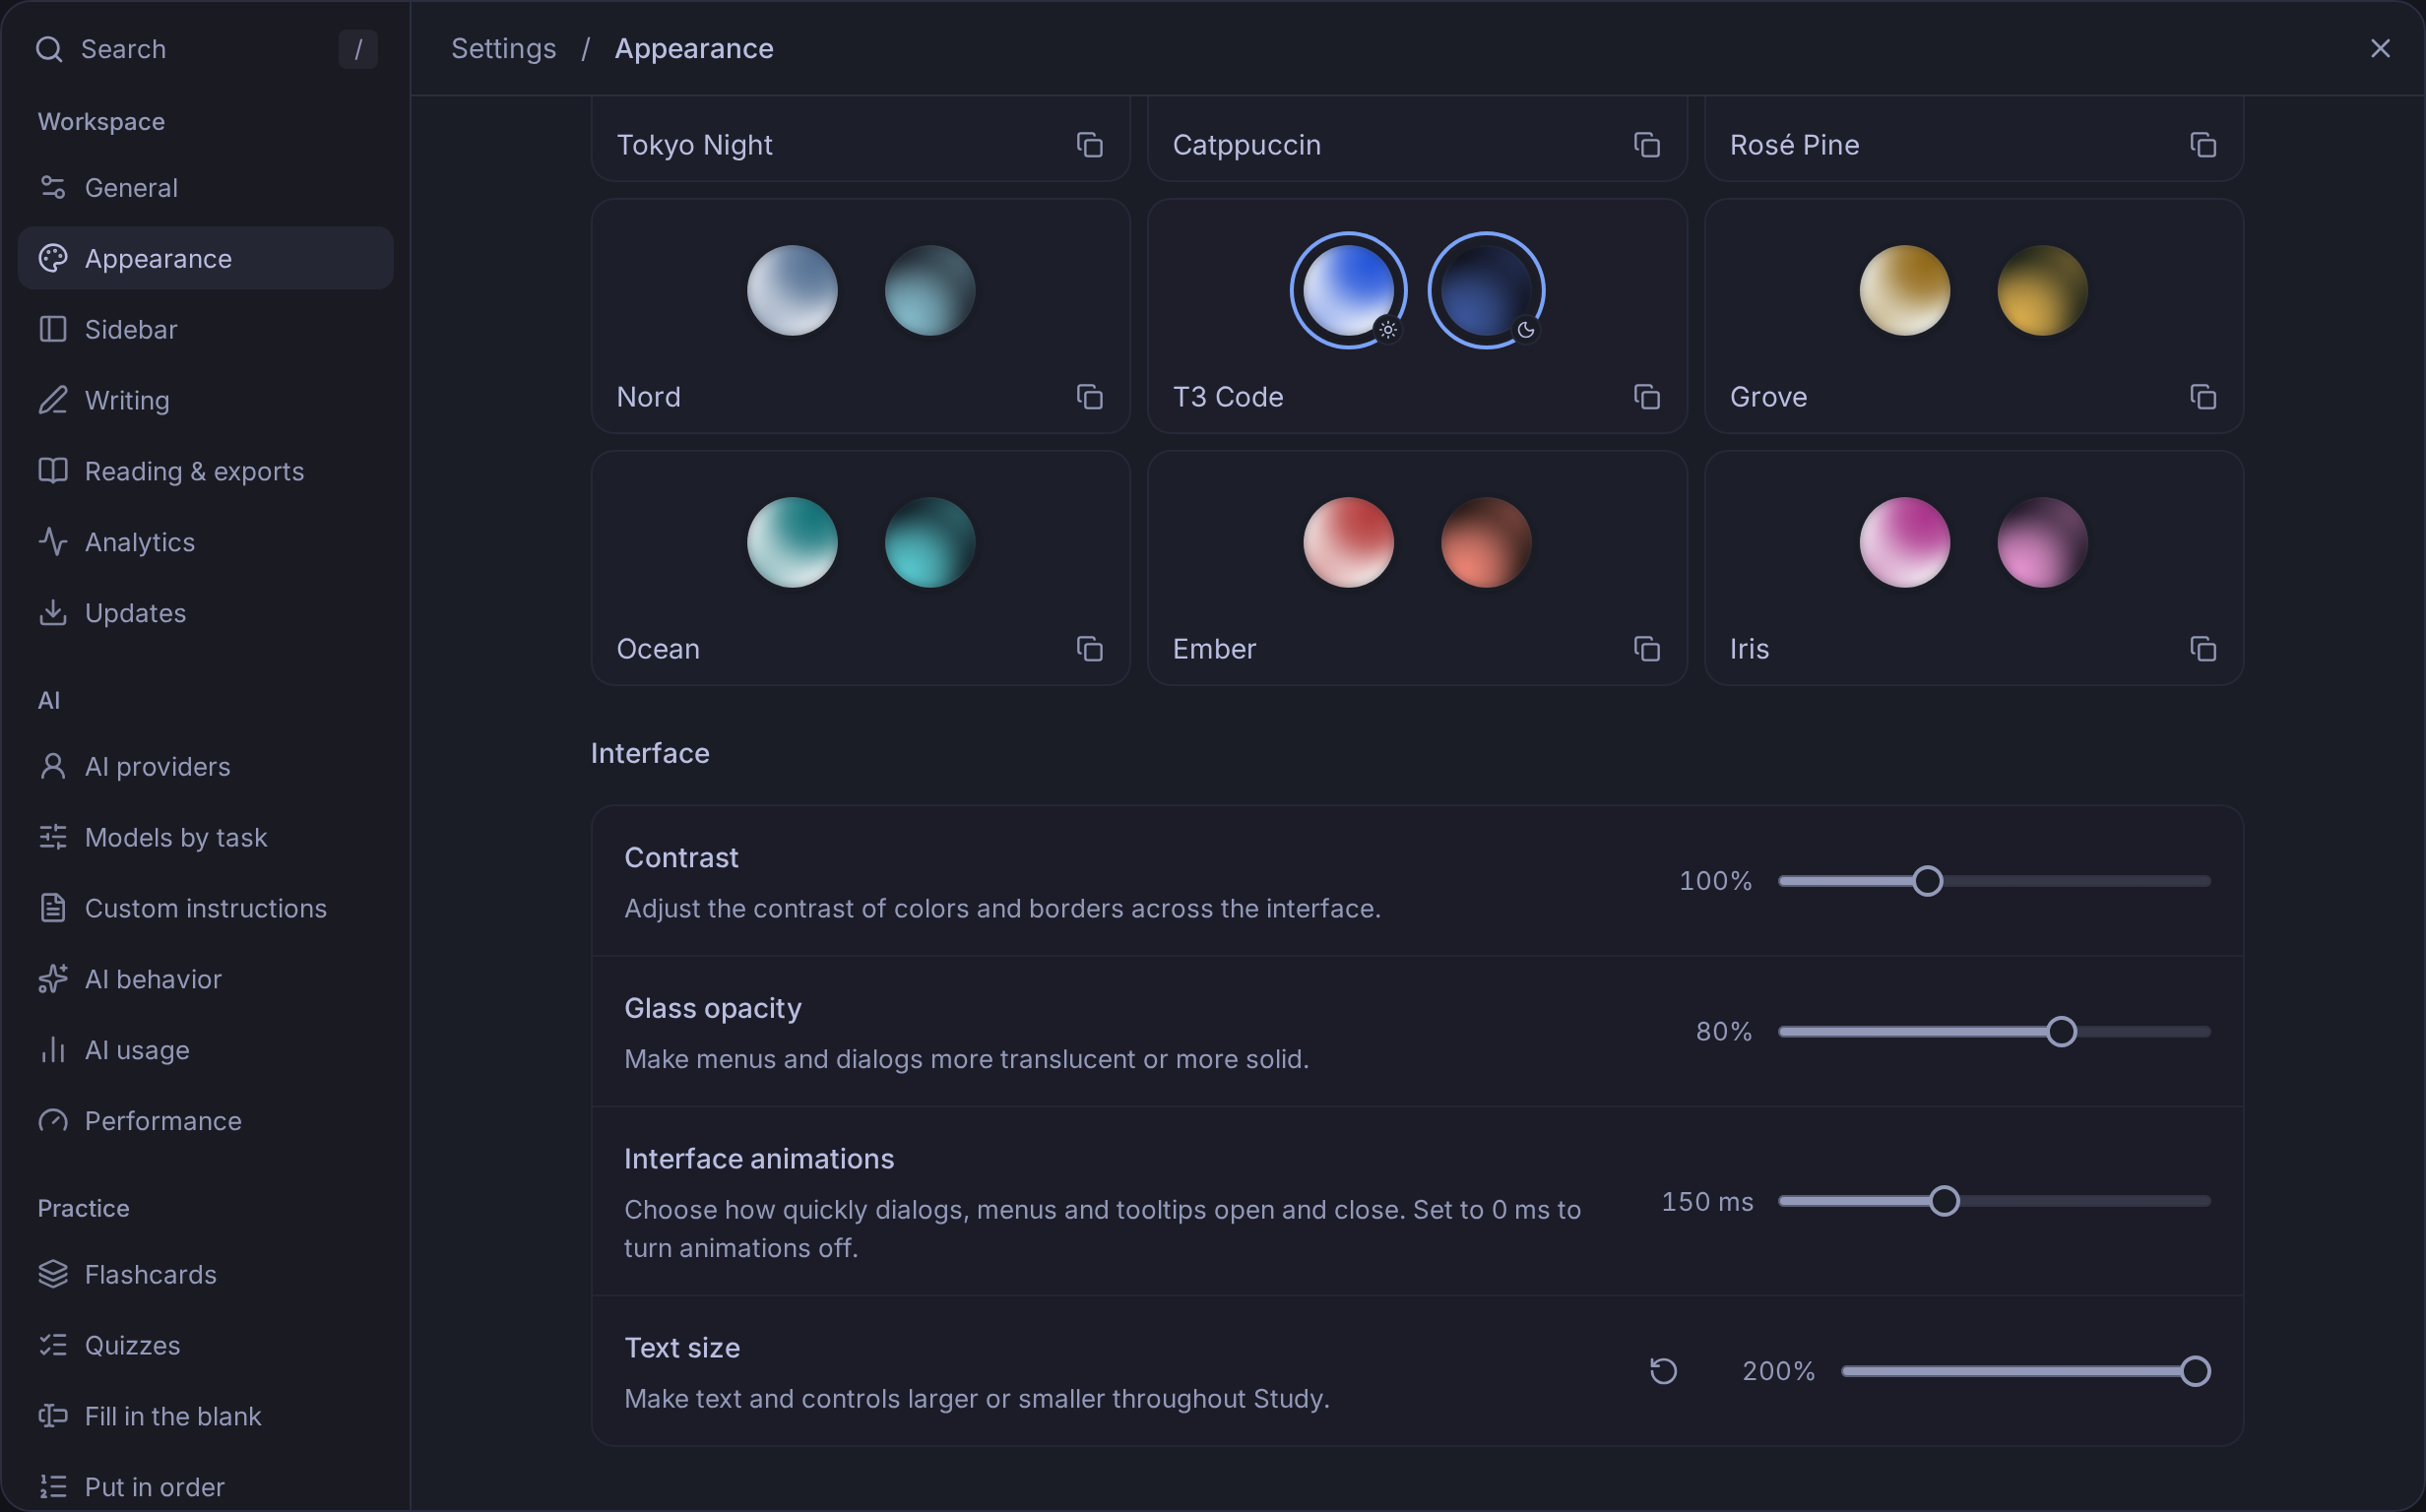 Search
/
Workspace
General
Appearance
Sidebar
Writing
Reading & exports
Analytics
Updates
AI
AI providers
Models by task
Custom instructions
AI behavior
AI usage
Performance
Practice
Flashcards
Quizzes
Fill in the blank
Put in order
Settings / Appearance
Tokyo Night
Catppuccin
Rosé Pine
Nord
T3 Code
Grove
Ocean
Ember
Iris
Interface
Contrast
Adjust the contrast of colors and borders across the interface.
100%
Glass opacity
Make menus and dialogs more translucent or more solid.
80%
Interface animations
Choose how quickly dialogs, menus and tooltips open and close. Set to 0 ms to
turn animations off.
150 ms
Text size
Make text and controls larger or smaller throughout Study.
200%